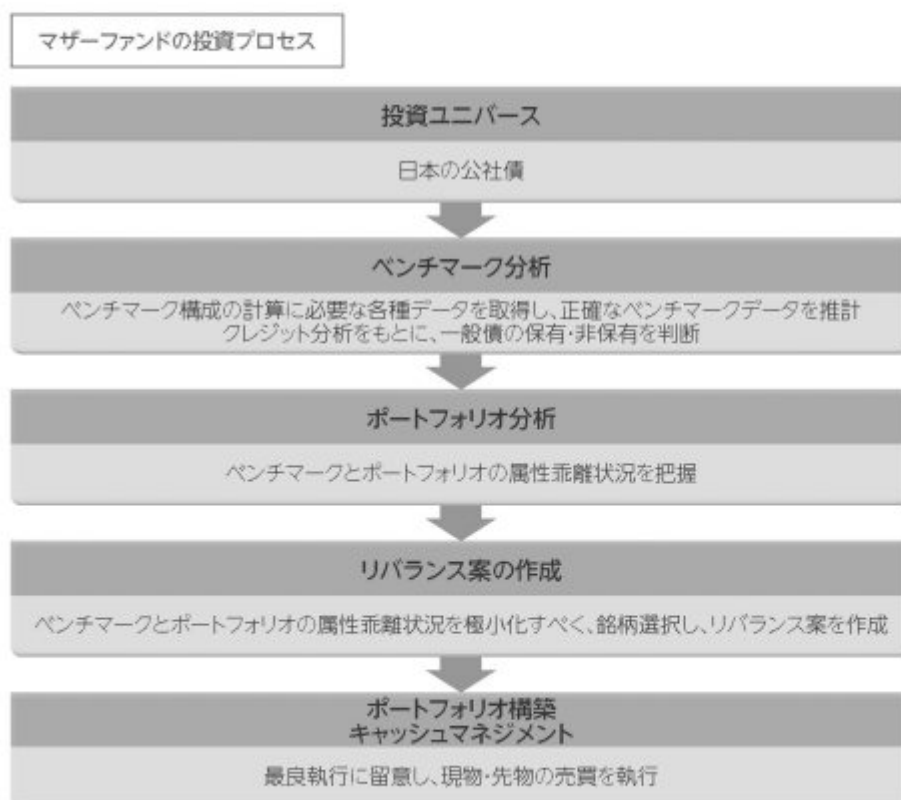 マザーファンドの投資プロセス
投資ユニバース
日本の公社債
ベンチマーク分析
ベンチマーク構成の計算に必要な各種データを取得し、正確なベンチマークデータを推計
クレジット分析をもとに、一般債の保有・非保有を判断
ポートフォリオ分析
ベンチマークとポートフォリオの属性乖離状況を把握
リバランス案の作成
ベンチマークとポートフォリオの属性乖離状況を極小化すべく、銘柄選択し、リバランス案を作成
ポートフォリオ構築
キャッシュマネジメント
最良執行に留意し、現物・先物の売買を執行